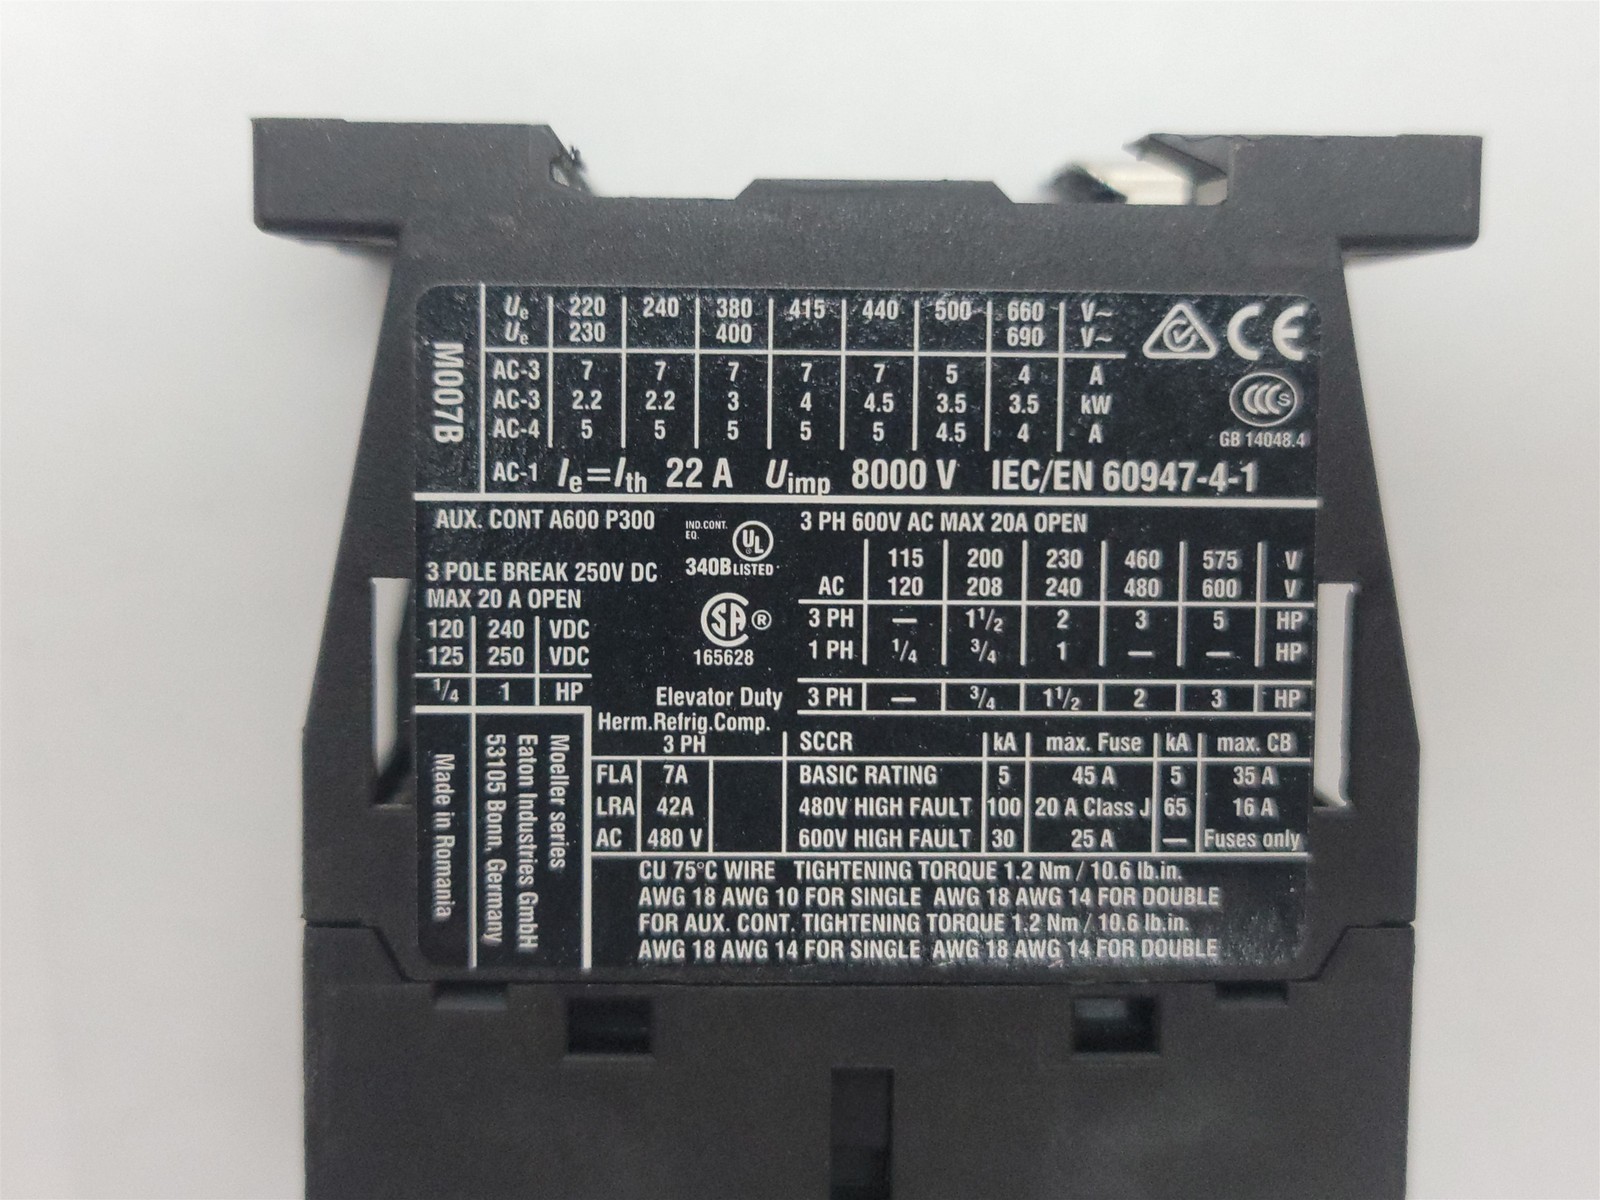 M007B
Ue 220 240 380 415 440 500 660 V~
Ue 230 400 690 V~
AC-3 7 7 7 7 7 5 4 A
AC-3 2.2 2.2 3 4 4.5 3.5 3.5 kW
AC-4 5 5 5 5 5 4.5 4 A
AC-1 Ie=Ith 22 A Uimp 8000 V IEC/EN 60947-4-1
CE
CCC S
GB 14048.4
AUX. CONT A600 P300
3 POLE BREAK 250V DC
MAX 20 A OPEN
120 240 VDC
125 250 VDC
1/4 1 HP
IND.CONT.
EQ.
UL
340B LISTED
SA ®
165628
3 PH 600V AC MAX 20A OPEN
115 200 230 460 575 V
AC 120 208 240 480 600 V
3 PH — 1 1/2 2 3 5 HP
1 PH 1/4 3/4 1 — — HP
Elevator Duty 3 PH — 3/4 1 1/2 2 3 HP
Herm.Refrig.Comp.
3 PH
FLA 7A
LRA 42A
AC 480 V
SCCR kA max. Fuse kA max. CB
BASIC RATING 5 45 A 5 35 A
480V HIGH FAULT 100 20 A Class J 65 16 A
600V HIGH FAULT 30 25 A — Fuses only
Moeller series
Eaton Industries GmbH
53105 Bonn, Germany
Made in Romania
CU 75°C WIRE TIGHTENING TORQUE 1.2 Nm / 10.6 lb.in.
AWG 18 AWG 10 FOR SINGLE AWG 18 AWG 14 FOR DOUBLE
FOR AUX. CONT. TIGHTENING TORQUE 1.2 Nm / 10.6 lb.in.
AWG 18 AWG 14 FOR SINGLE AWG 18 AWG 14 FOR DOUBLE